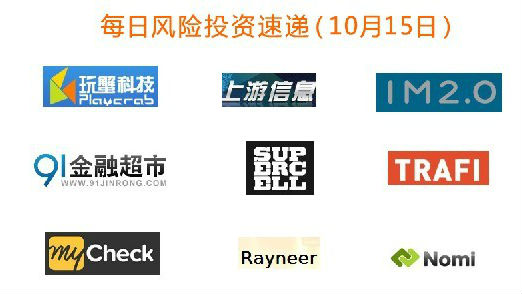 每日风险投资速递(10月15日)
玩蟹科技
Playcrab
上游信息
IM2.0
91金融超市
WWW.91JINRONG.COM
SUP
ERC
ELL
TRAFI
my Check
Rayneer
Nomi